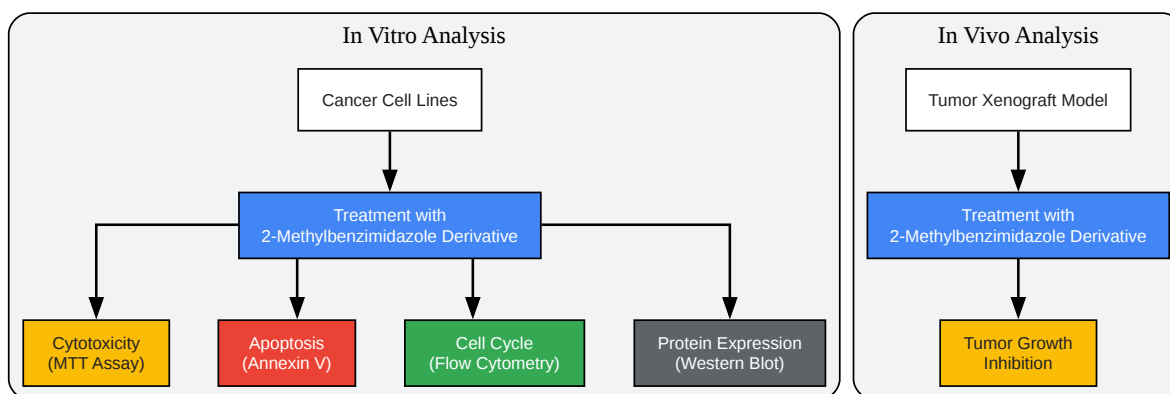 In Vitro Analysis
Cancer Cell Lines
Treatment with
2-Methylbenzimidazole Derivative
Cytotoxicity
(MTT Assay)
Apoptosis
(Annexin V)
Cell Cycle
(Flow Cytometry)
Protein Expression
(Western Blot)
In Vivo Analysis
Tumor Xenograft Model
Treatment with
2-Methylbenzimidazole Derivative
Tumor Growth
Inhibition